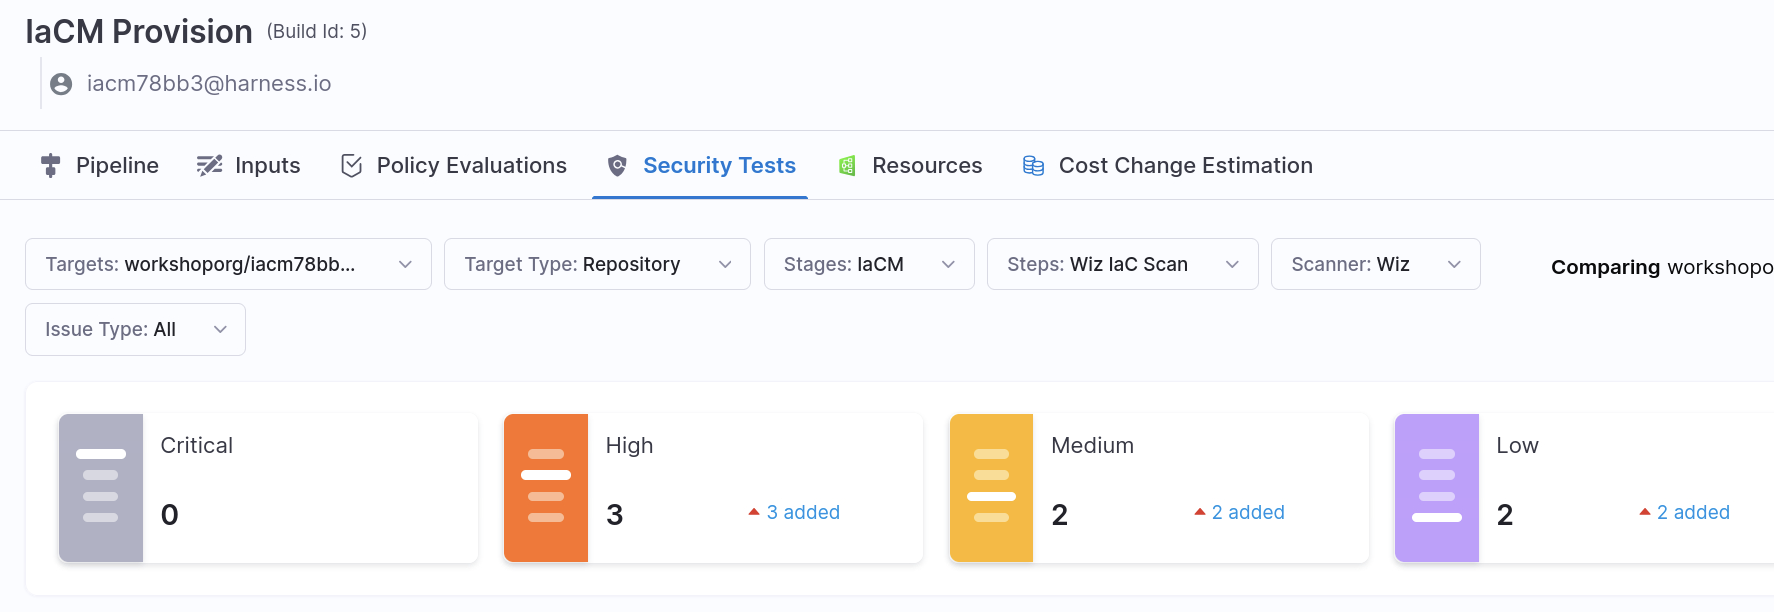 IaCM Provision (Build Id: 5)
iacm78bb3@harness.io
Pipeline Inputs Policy Evaluations Security Tests Resources Cost Change Estimation
Targets: workshoporg/iacm78bb... Target Type: Repository Stages: IaCM Steps: Wiz IaC Scan Scanner: Wiz Comparing workshopo
Issue Type: All
Critical High Medium Low
0 3 3 added 2 2 added 2 2 added